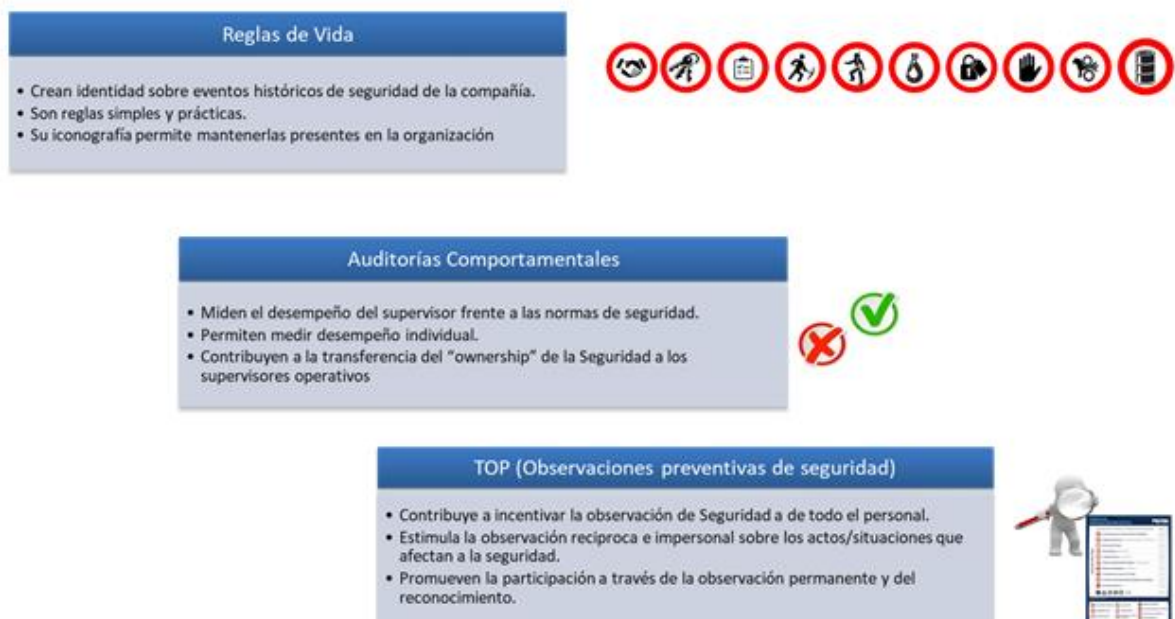 Reglas de Vida
• Crean identidad sobre eventos históricos de seguridad de la compañía.
• Son reglas simples y prácticas.
• Su iconografía permite mantenerlas presentes en la organización
Auditorías Comportamentales
• Miden el desempeño del supervisor frente a las normas de seguridad.
• Permiten medir desempeño individual.
• Contribuyen a la transferencia del "ownership" de la Seguridad a los
supervisores operativos
TOP (Observaciones preventivas de seguridad)
• Contribuye a incentivar la observación de Seguridad a de todo el personal.
• Estimula la observación reciproca e impersonal sobre los actos/situaciones que
afectan a la seguridad.
• Promueven la participación a través de la observación permanente y del
reconocimiento.